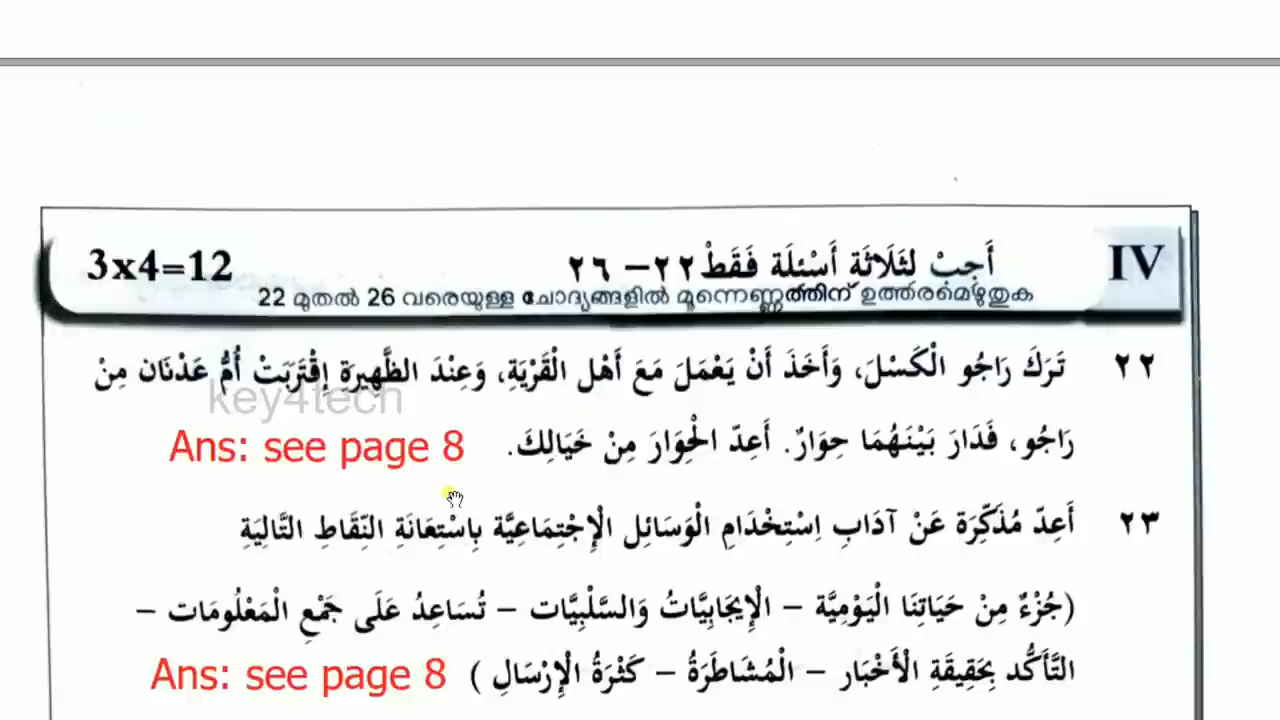 IV أَجِبْ لثَلَاثَة أَسْئِلَة فَقَطْ ٢٢– ٢٦ 3x4=12
22 മുതൽ 26 വരെയുള്ള ചോദ്യങ്ങളിൽ മൂന്നെണ്ണത്തിന് ഉത്തരമെഴുതുക
٢٢ تَرَكَ رَاجُو الْكَسْلَ، وَأَخَذَ أَنْ يَعْمَلَ مَعَ أَهْل الْقَرْيَةِ، وَعِنْدَ الظَّهِيرَةِ اِقْتَرَبَتْ أُمُّ عَدْنَان مِنْ
key4tech
رَاجُو، فَدَارَ بَيْنَهُمَا حِوَارٌ. أَعِدّ الْحِوَارَ مِنْ خَيَالِكَ. Ans: see page 8
٢٣ أَعِدّ مُذَكِّرَة عَنْ آدَابِ اِسْتِخْدَامِ الْوَسَائِل الْإِجْتِمَاعِيَّة بِاسْتِعَانَةِ النِّقَاطِ التَّالِيَةِ
(جُزْءٌ مِنْ حَيَاتِنَا الْيَوْمِيَّة – الْإِيجَابِيَّاتُ وَالسَّلْبِيَّات – تُسَاعِدُ عَلَى جَمْعِ الْمَعْلُومَات –
التَّأَكُّد بِحَقِيقَةِ الْأَخْبَار – الْمُشَاطَرَةُ – كَثْرَةُ الْإِرْسَالِ ) Ans: see page 8